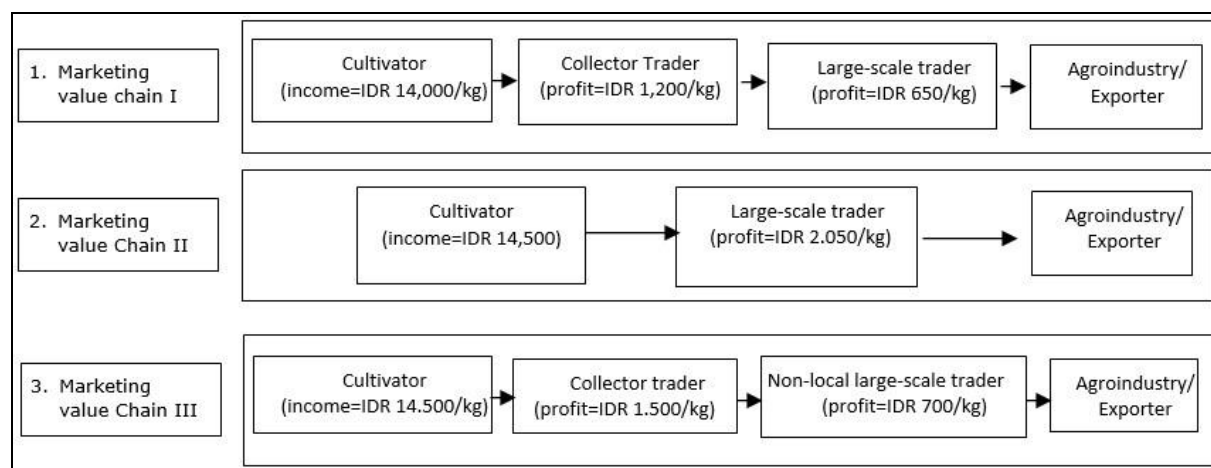 1. Marketing
value chain I
Cultivator
(income=IDR 14,000/kg)
Collector Trader
(profit=IDR 1,200/kg)
Large-scale trader
(profit=IDR 650/kg)
Agroindustry/
Exporter
2. Marketing
value Chain II
Cultivator
(income=IDR 14,500)
Large-scale trader
(profit=IDR 2.050/kg)
Agroindustry/
Exporter
3. Marketing
value Chain III
Cultivator
(income=IDR 14.500/kg)
Collector trader
(profit=IDR 1.500/kg)
Non-local large-scale trader
(profit=IDR 700/kg)
Agroindustry/
Exporter